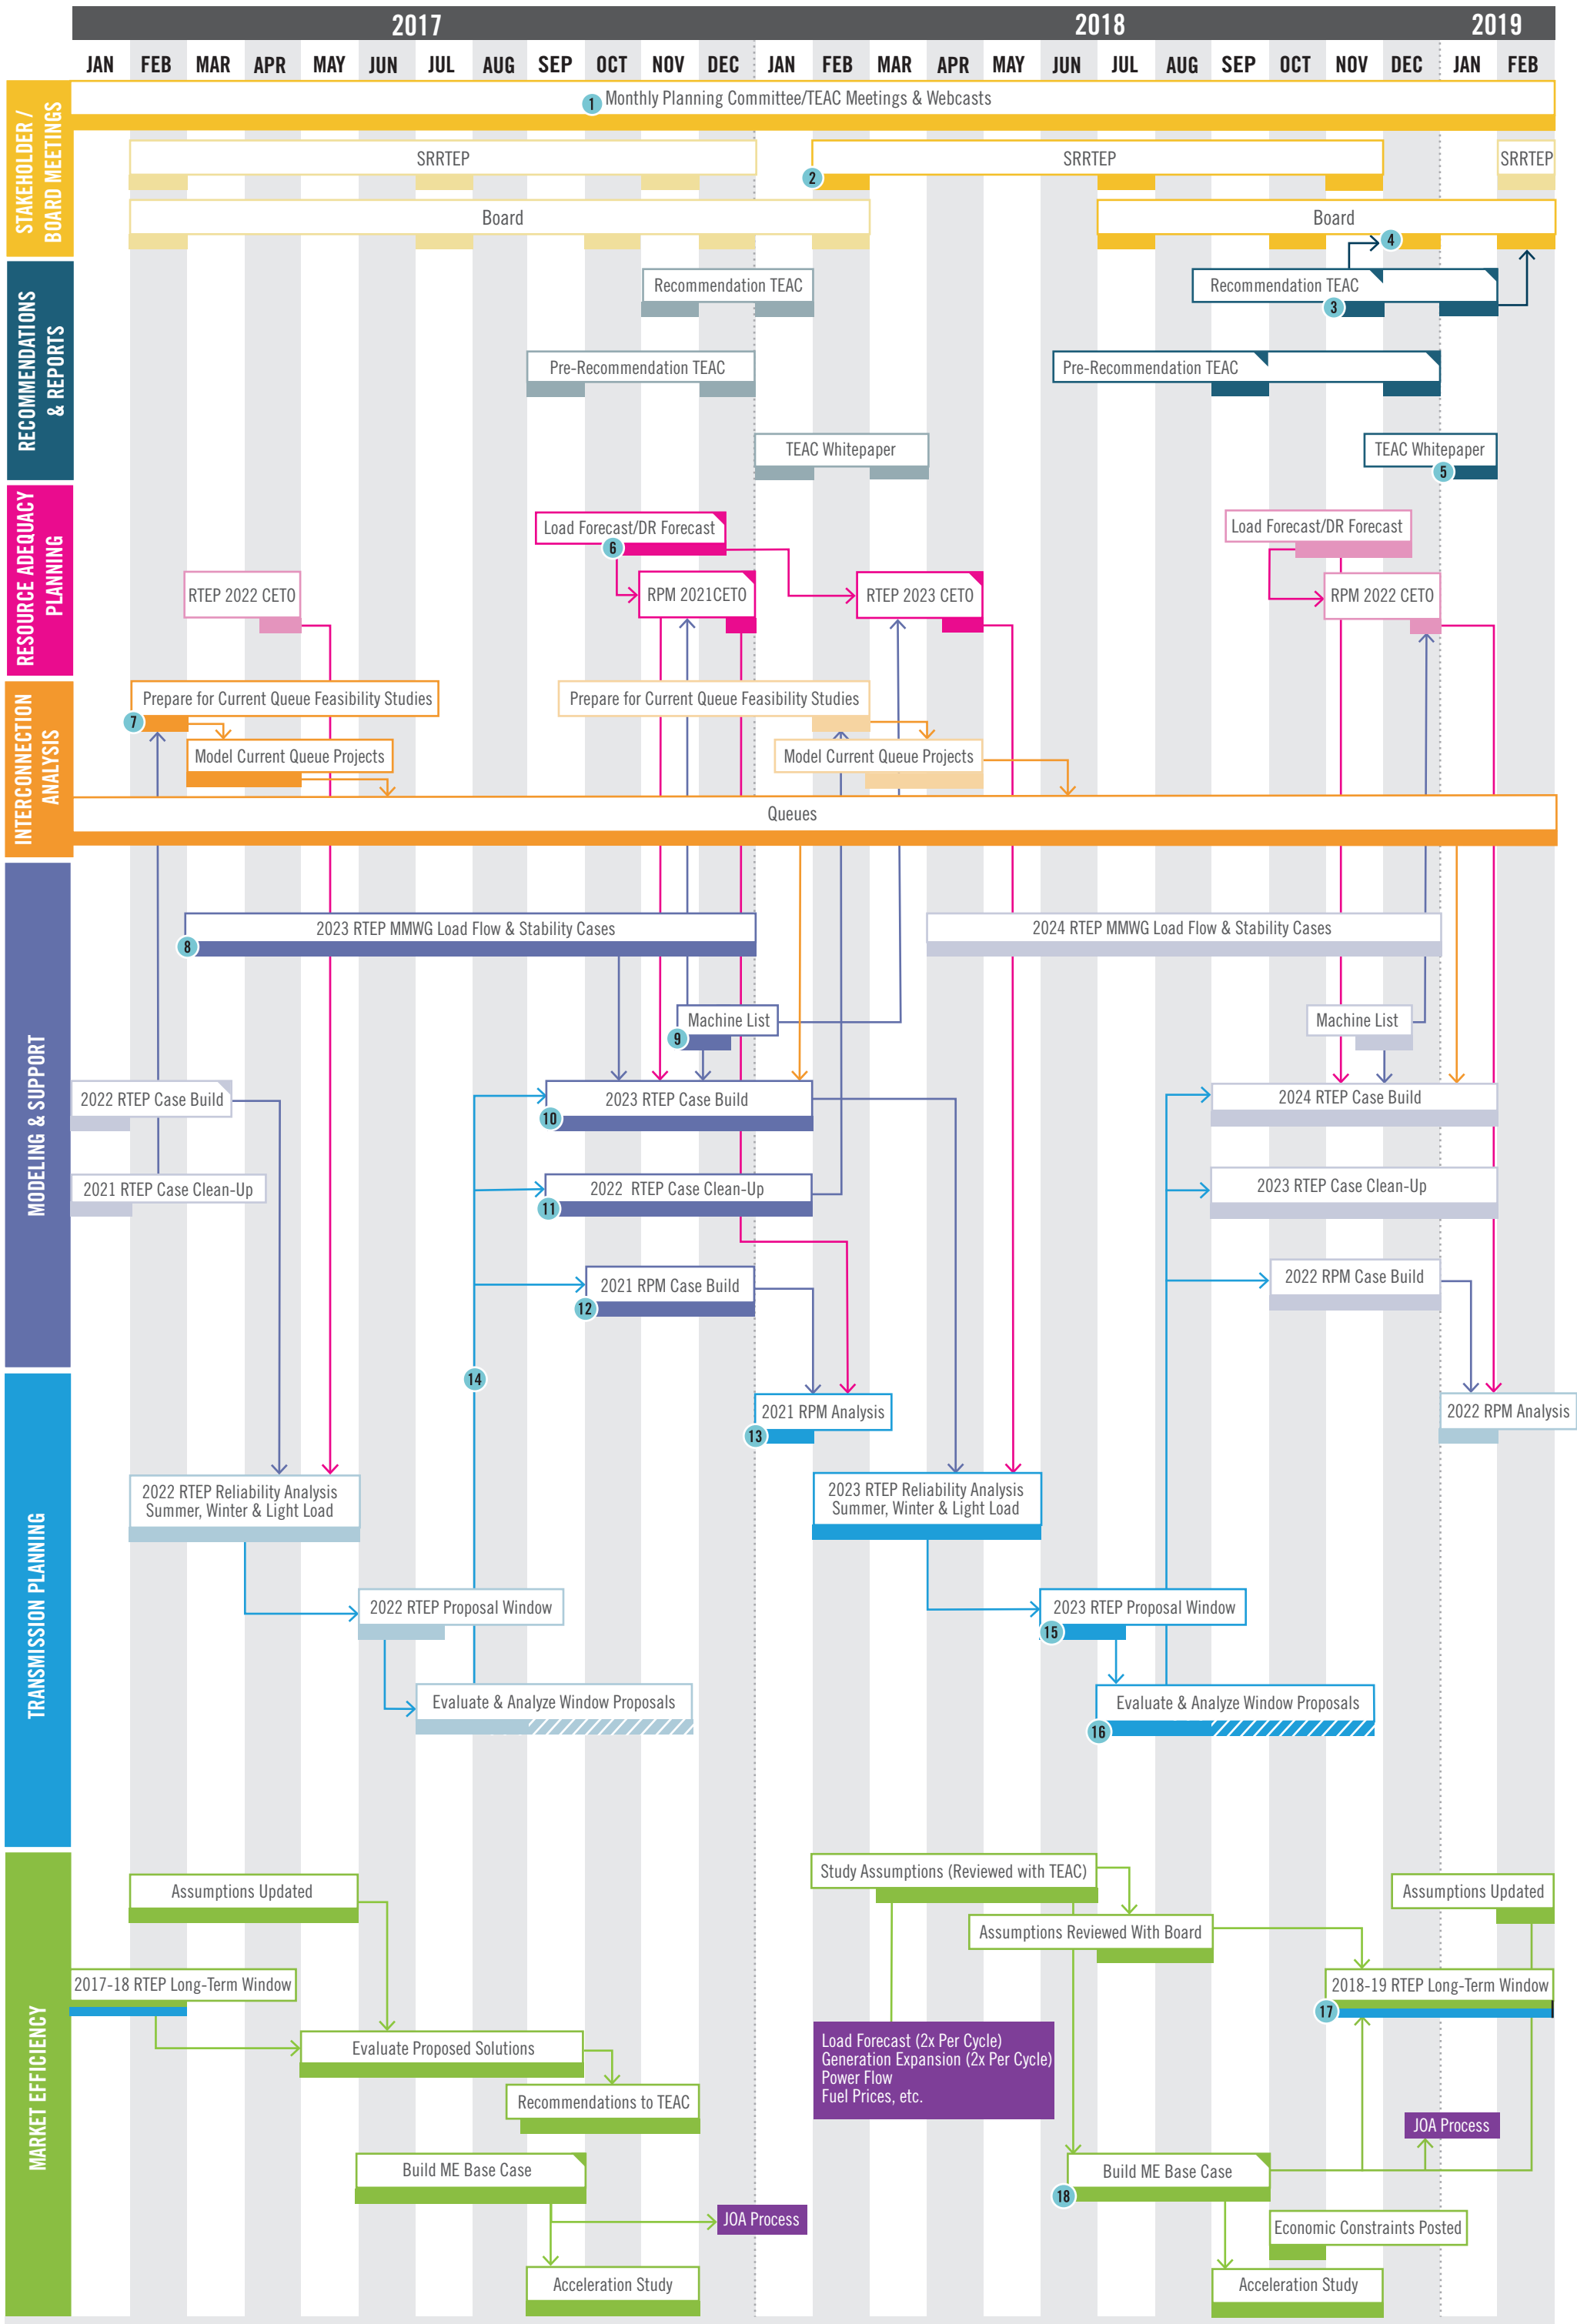 2017
2018
2019
JAN FEB MAR APR MAY JUN JUL AUG SEP OCT NOV DEC JAN FEB MAR APR MAY JUN JUL AUG SEP OCT NOV DEC JAN FEB
STAKEHOLDER /
BOARD MEETINGS
1 Monthly Planning Committee/TEAC Meetings & Webcasts
SRRTEP
2
SRRTEP
SRRTEP
Board
Board
4
RECOMMENDATIONS
& REPORTS
Recommendation TEAC
Recommendation TEAC
3
Pre-Recommendation TEAC
Pre-Recommendation TEAC
TEAC Whitepaper
TEAC Whitepaper
5
RESOURCE ADEQUACY
PLANNING
Load Forecast/DR Forecast
6
Load Forecast/DR Forecast
RTEP 2022 CETO
RPM 2021CETO
RTEP 2023 CETO
RPM 2022 CETO
INTERCONNECTION
ANALYSIS
Prepare for Current Queue Feasibility Studies
7
Prepare for Current Queue Feasibility Studies
Model Current Queue Projects
Model Current Queue Projects
Queues
MODELING & SUPPORT
2023 RTEP MMWG Load Flow & Stability Cases
8
2024 RTEP MMWG Load Flow & Stability Cases
Machine List
9
Machine List
2022 RTEP Case Build
2023 RTEP Case Build
10
2024 RTEP Case Build
2021 RTEP Case Clean-Up
2022 RTEP Case Clean-Up
11
2023 RTEP Case Clean-Up
2021 RPM Case Build
12
2022 RPM Case Build
TRANSMISSION PLANNING
14
2021 RPM Analysis
13
2022 RPM Analysis
2022 RTEP Reliability Analysis
Summer, Winter & Light Load
2023 RTEP Reliability Analysis
Summer, Winter & Light Load
2022 RTEP Proposal Window
2023 RTEP Proposal Window
15
Evaluate & Analyze Window Proposals
Evaluate & Analyze Window Proposals
16
MARKET EFFICIENCY
Study Assumptions (Reviewed with TEAC)
Assumptions Updated
Assumptions Updated
Assumptions Reviewed With Board
2017-18 RTEP Long-Term Window
2018-19 RTEP Long-Term Window
17
Evaluate Proposed Solutions
Load Forecast (2x Per Cycle)
Generation Expansion (2x Per Cycle)
Power Flow
Fuel Prices, etc.
Recommendations to TEAC
JOA Process
Build ME Base Case
Build ME Base Case
18
JOA Process
Economic Constraints Posted
Acceleration Study
Acceleration Study